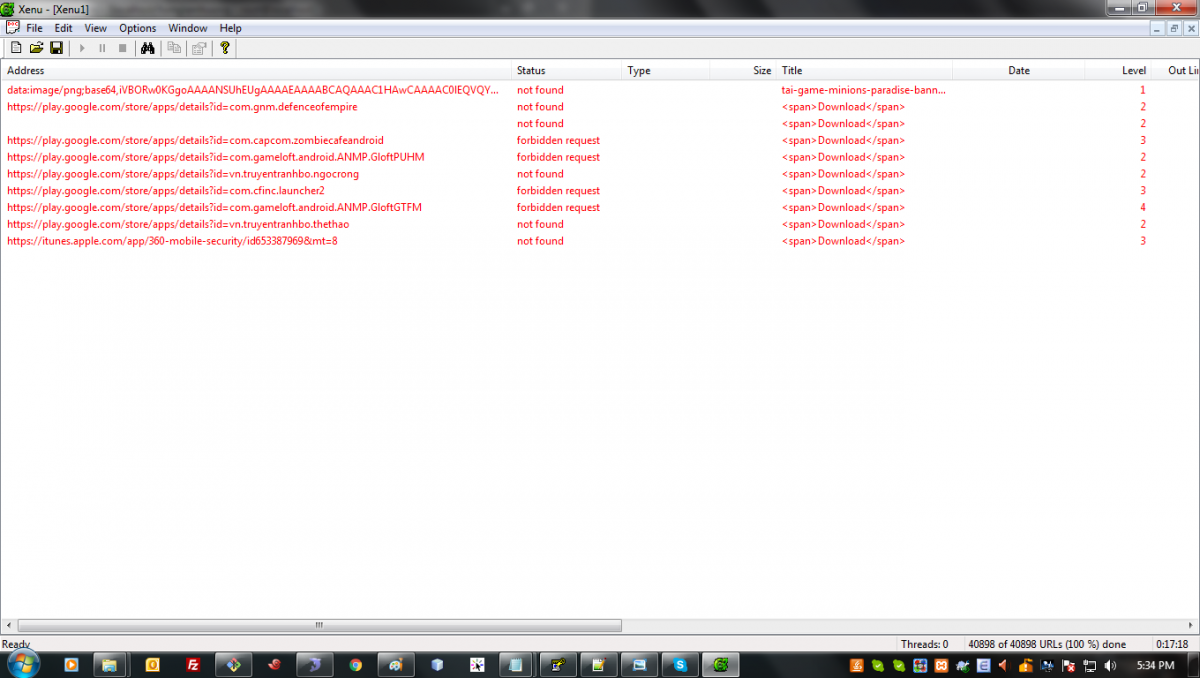 Xenu - [Xenu1]
File Edit View Options Window Help
Address Status Type Size Title Date Level Out Li
data:image/png;base64,iVBORw0KGgoAAAANSUhEUgAAAAEAAAABCAQAAAC1HAwCAAAAC0lEQVQY... not found tai-game-minions-paradise-bann... 1
https://play.google.com/store/apps/details?id=com.gnm.defenceofempire not found <span>Download</span> 2
not found <span>Download</span> 2
https://play.google.com/store/apps/details?id=com.capcom.zombiecafeandroid forbidden request <span>Download</span> 3
https://play.google.com/store/apps/details?id=com.gameloft.android.ANMP.GloftPUHM forbidden request <span>Download</span> 2
https://play.google.com/store/apps/details?id=vn.truyentranhbo.ngocrong not found <span>Download</span> 2
https://play.google.com/store/apps/details?id=com.cfinc.launcher2 forbidden request <span>Download</span> 3
https://play.google.com/store/apps/details?id=com.gameloft.android.ANMP.GloftGTFM forbidden request <span>Download</span> 4
https://play.google.com/store/apps/details?id=vn.truyentranhbo.thethao not found <span>Download</span> 2
https://itunes.apple.com/app/360-mobile-security/id653387969&mt=8 not found <span>Download</span> 3
Ready Threads: 0 40898 of 40898 URLs (100 %) done 0:17:18
5:34 PM